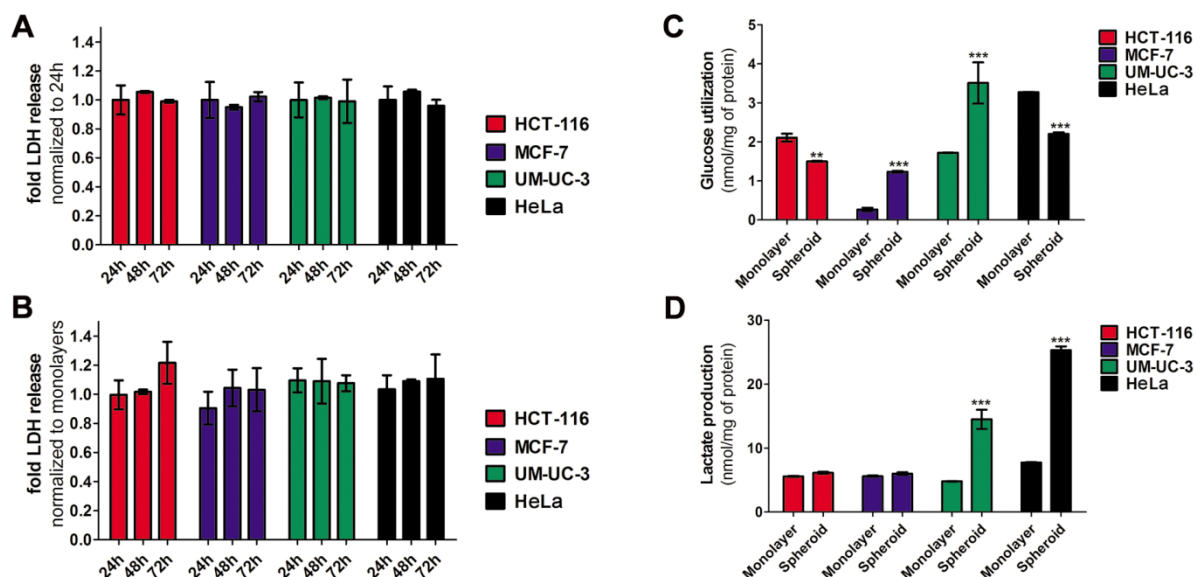 A
fold LDH release
normalized to 24h
1.4
1.2
1.0
0.8
0.6
0.4
0.2
0.0
24h
48h
72h
24h
48h
72h
24h
48h
72h
24h
48h
72h
HCT-116
MCF-7
UM-UC-3
HeLa
B
fold LDH release
normalized to monolayers
1.4
1.2
1.0
0.8
0.6
0.4
0.2
0.0
24h
48h
72h
24h
48h
72h
24h
48h
72h
24h
48h
72h
HCT-116
MCF-7
UM-UC-3
HeLa
C
Glucose utilization
(nmol/mg of protein)
5
4
3
2
1
0
**
***
***
***
Monolayer
Spheroid
Monolayer
Spheroid
Monolayer
Spheroid
Monolayer
Spheroid
HCT-116
MCF-7
UM-UC-3
HeLa
D
Lactate production
(nmol/mg of protein)
30
20
10
0
***
***
Monolayer
Spheroid
Monolayer
Spheroid
Monolayer
Spheroid
Monolayer
Spheroid
HCT-116
MCF-7
UM-UC-3
HeLa